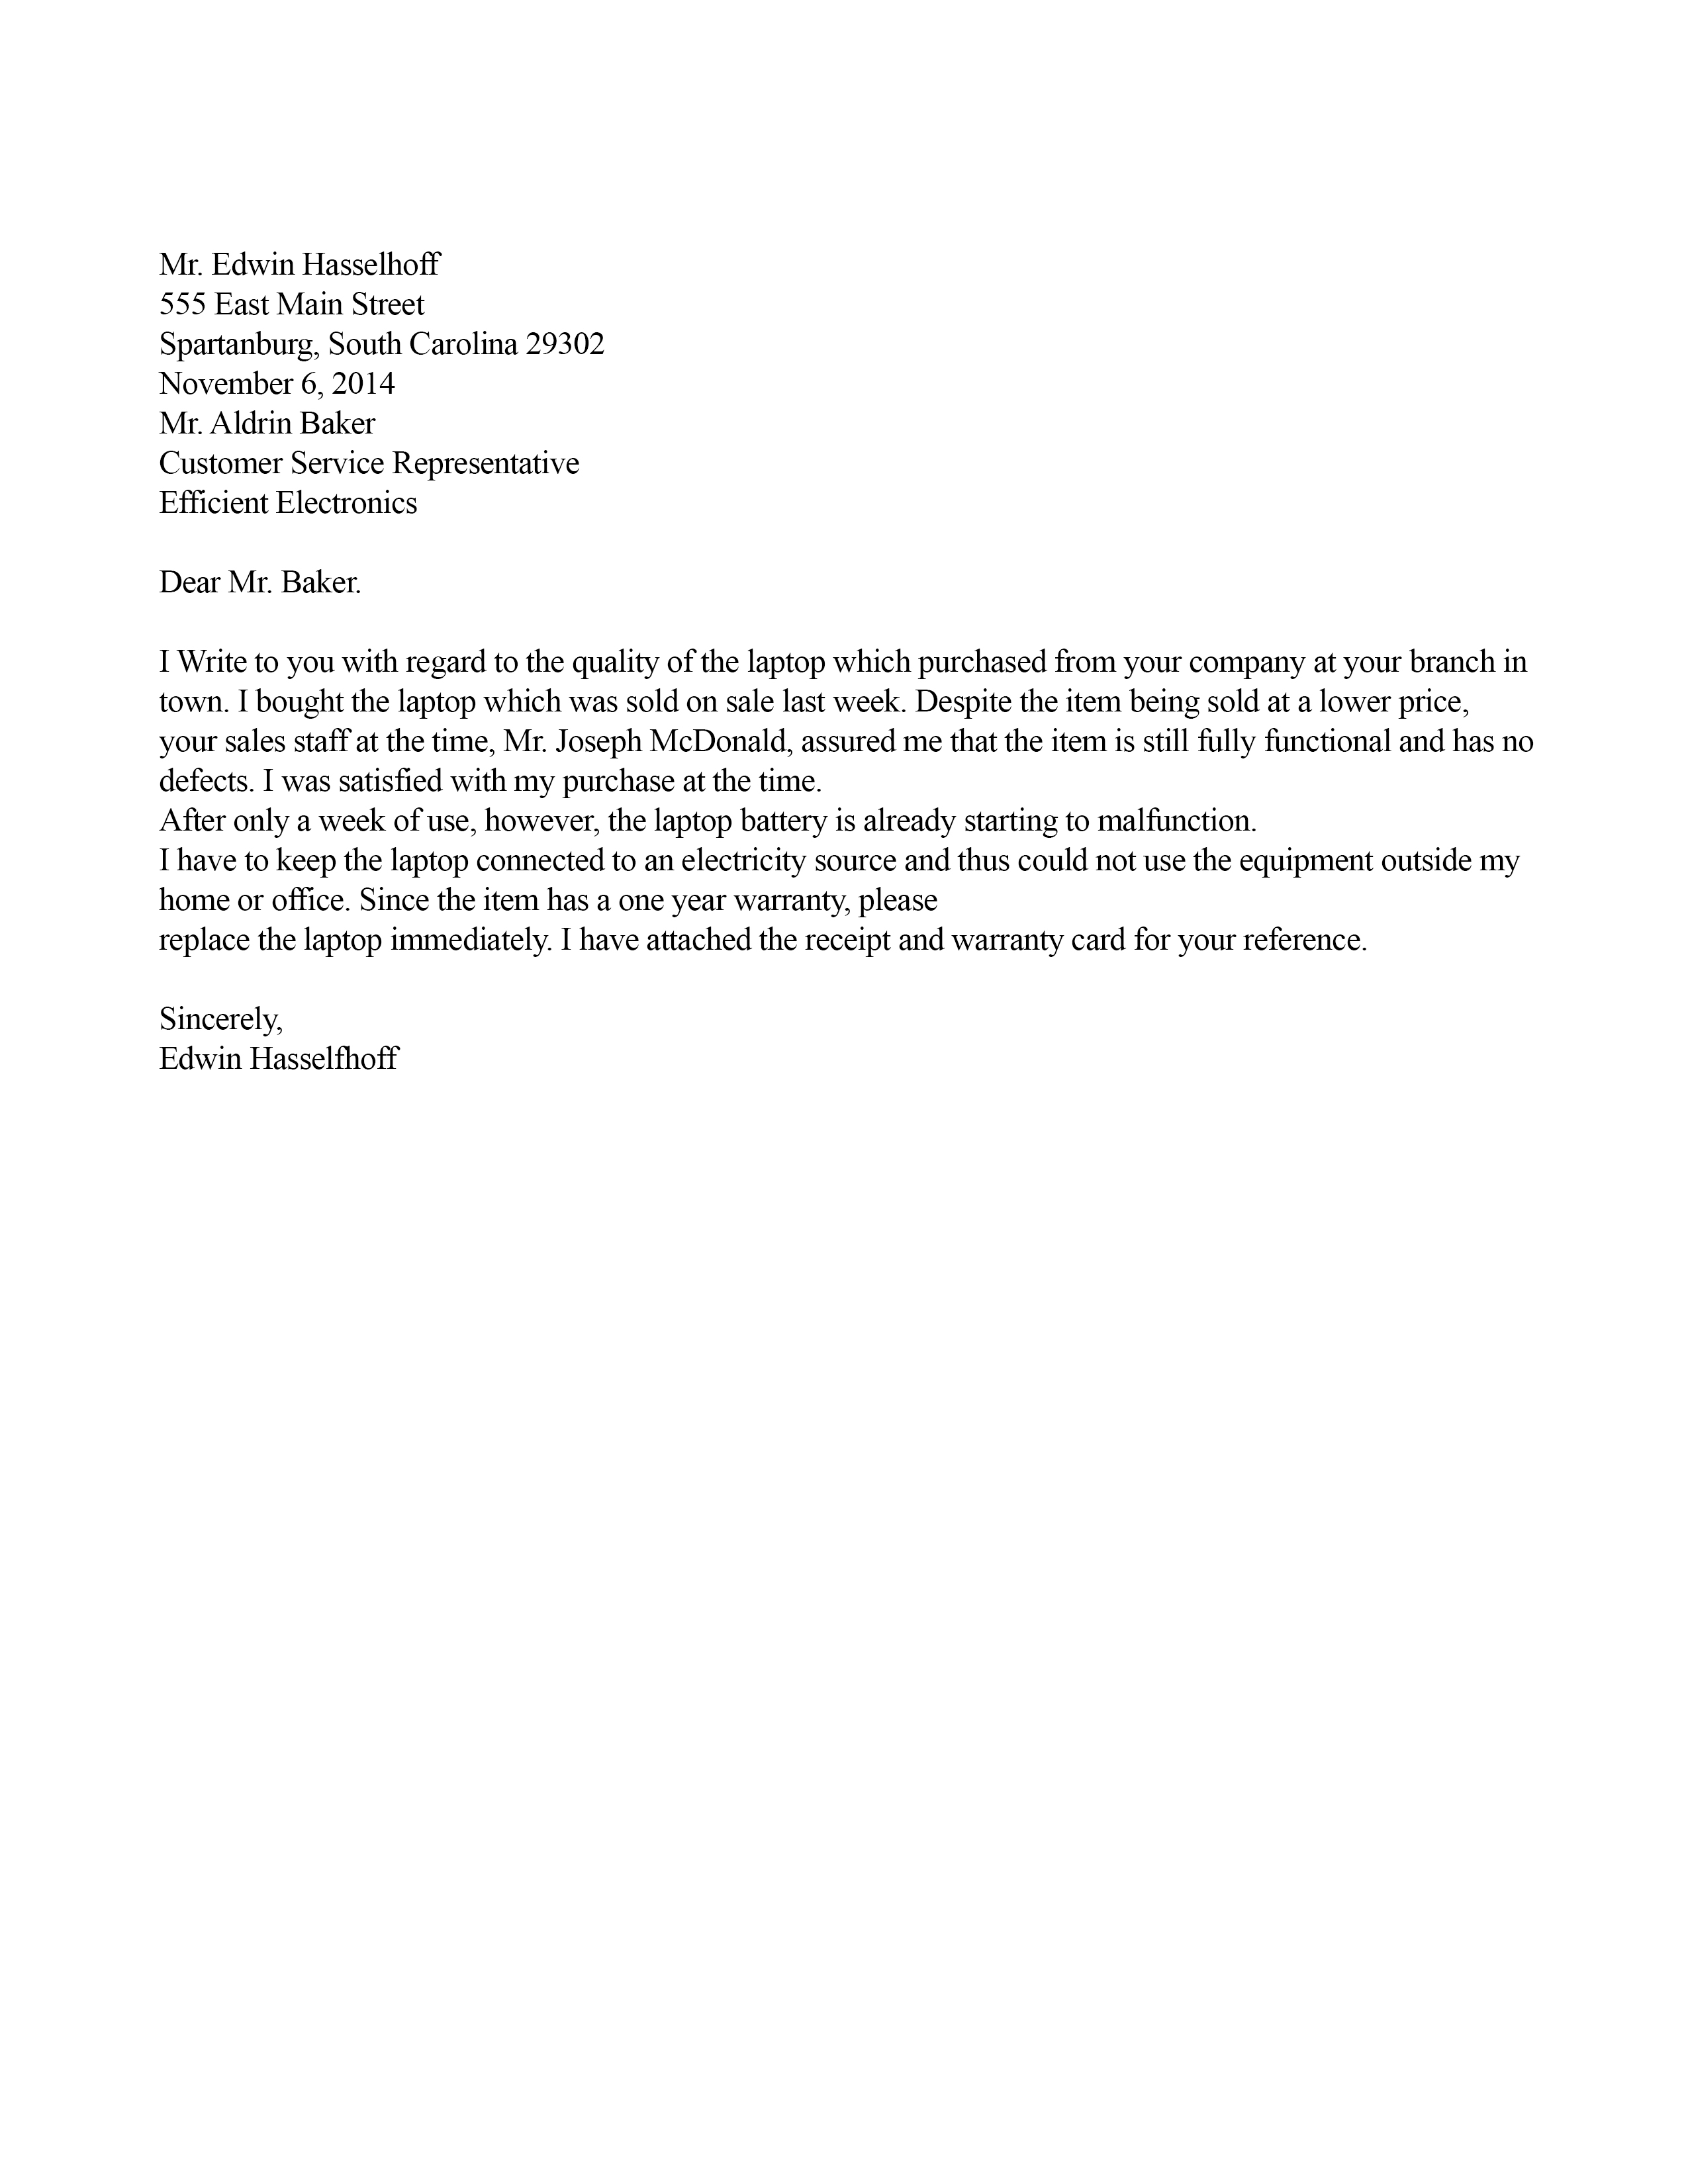 Mr. Edwin Hasselhoff
555 East Main Street
Spartanburg, South Carolina 29302
November 6, 2014
Mr. Aldrin Baker
Customer Service Representative
Efficient Electronics
Dear Mr. Baker.
I Write to you with regard to the quality of the laptop which purchased from your company at your branch in
town. I bought the laptop which was sold on sale last week. Despite the item being sold at a lower price,
your sales staff at the time, Mr. Joseph McDonald, assured me that the item is still fully functional and has no
defects. I was satisfied with my purchase at the time.
After only a week of use, however, the laptop battery is already starting to malfunction.
I have to keep the laptop connected to an electricity source and thus could not use the equipment outside my
home or office. Since the item has a one year warranty, please
replace the laptop immediately. I have attached the receipt and warranty card for your reference.
Sincerely,
Edwin Hasselfhoff